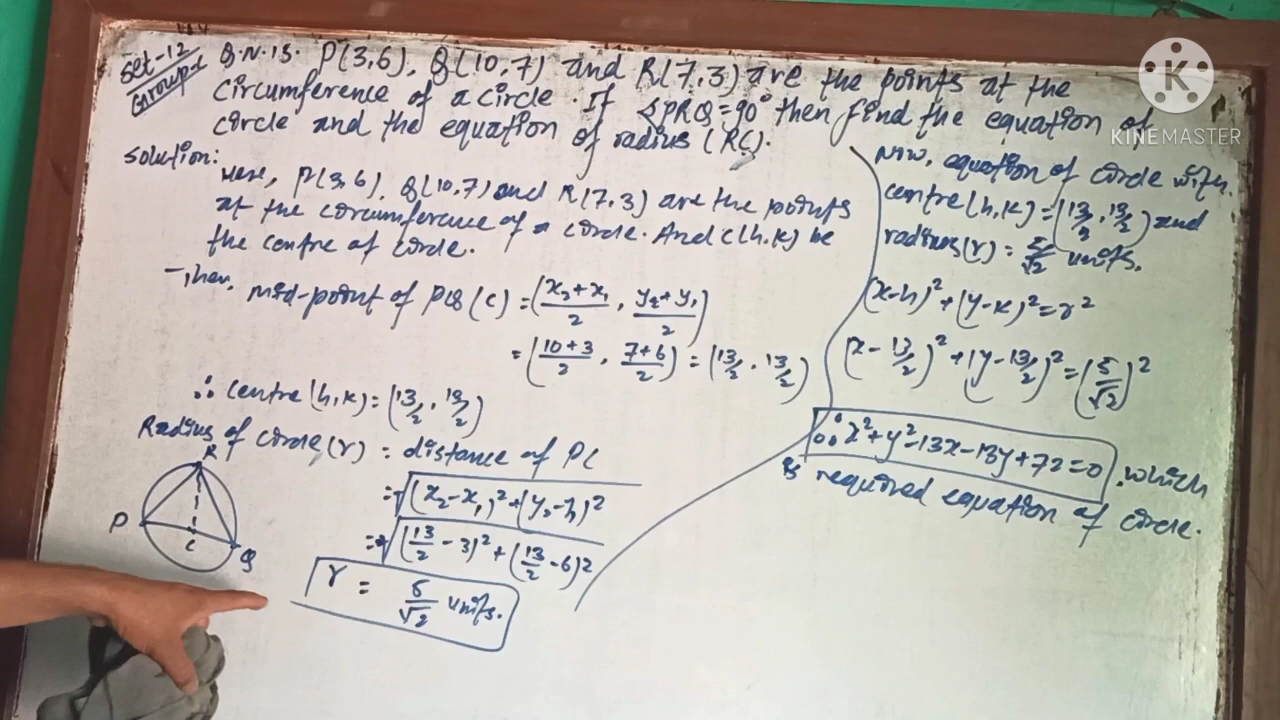 Set-12
Group-C
Q.N.15. P(3,6), Q(10,7) and R(7,3) are the points at the
circumference of a circle. If ∠PRQ=90° then find the equation of
circle and the equation of radius (RC).
Solution:
Here, P(3,6), Q(10,7) and R(7,3) are the points
at the circumference of a circle. And C(h,k) be
the centre of circle.
Then, mid-point of PQ (C) = (x₂+x₁/2, y₂+y₁/2)
= (10+3/2, 7+6/2) = (13/2, 13/2)
∴ centre (h,k) = (13/2, 13/2)
Radius of circle (r) = distance of PC
= √(x₂-x₁)²+(y₂-y₁)²
= √(13/2-3)²+(13/2-6)²
r = 5/√2 units.
R
P
C
Q
Now, equation of circle with
centre (h,k) = (13/2, 13/2) and
radius (r) = 5/√2 units.
(x-h)²+(y-k)²=r²
(x-13/2)²+(y-13/2)²=(5/√2)²
∴ x²+y²-13x-13y+72=0, which
is required equation of circle.
K
KINEMASTER